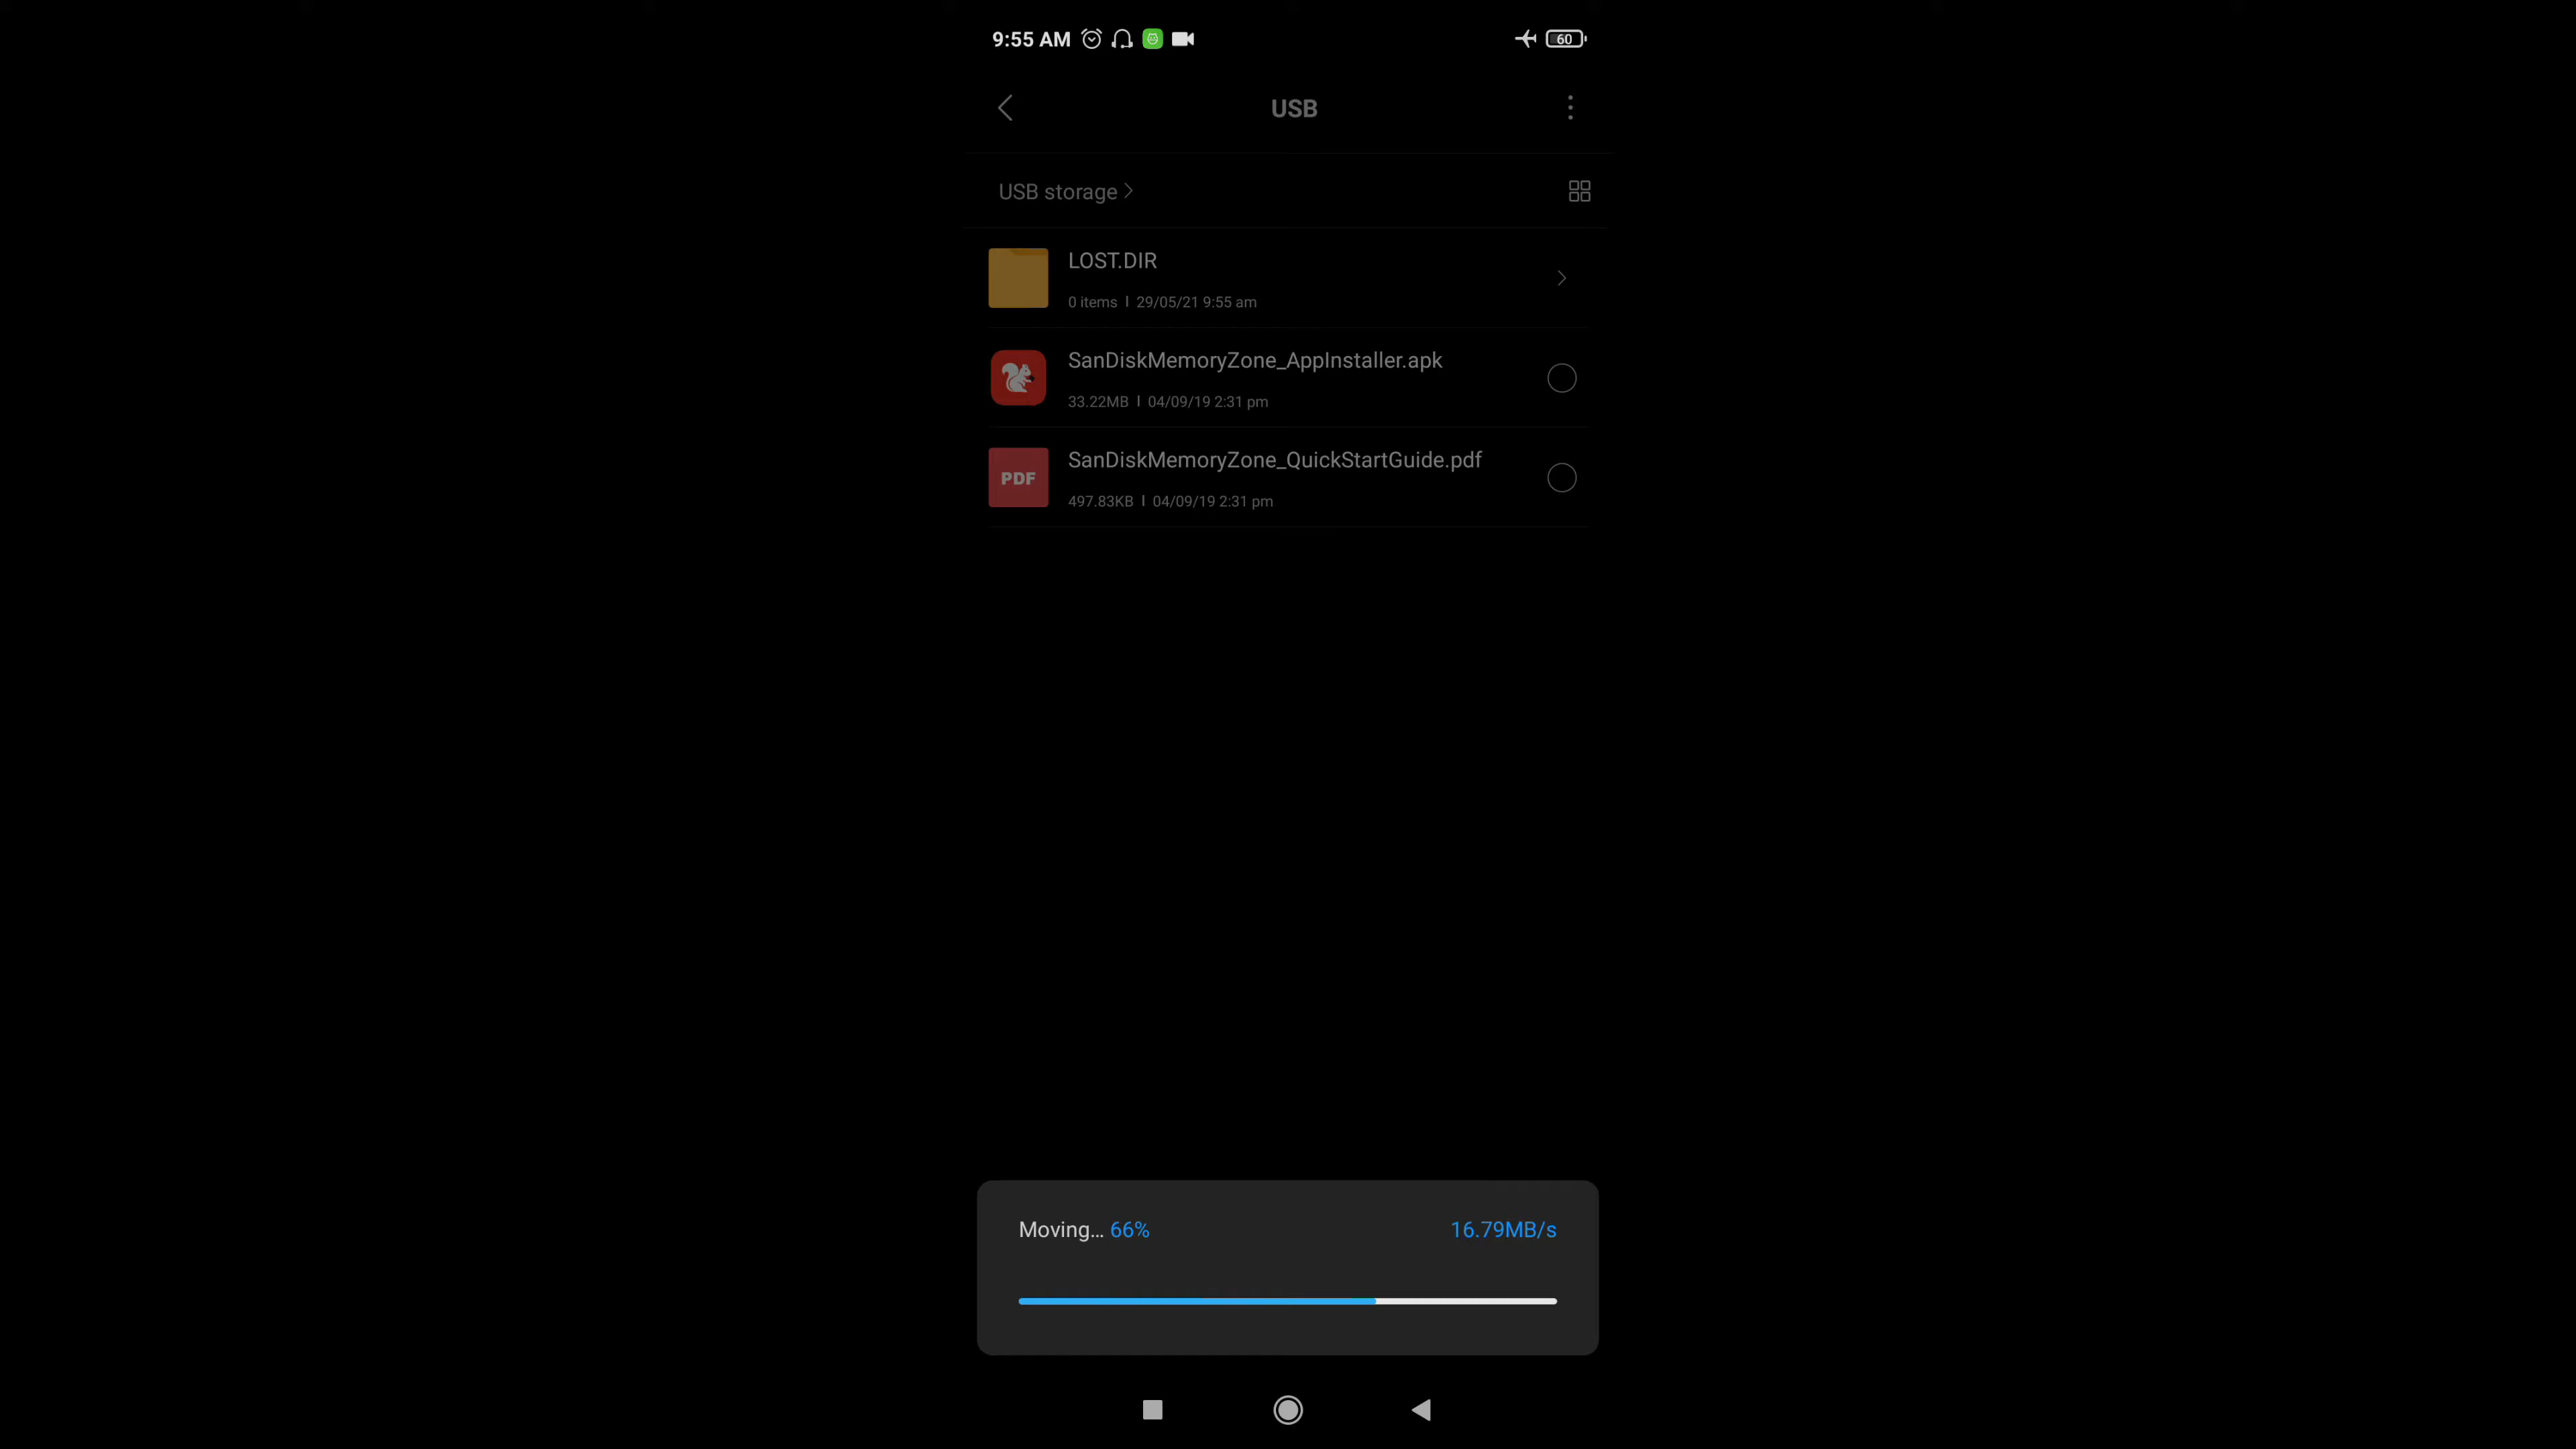 9:55 AM
60
USB
USB storage
LOST.DIR
0 items | 29/05/21 9:55 am
SanDiskMemoryZone_AppInstaller.apk
33.22MB | 04/09/19 2:31 pm
PDF
SanDiskMemoryZone_QuickStartGuide.pdf
497.83KB | 04/09/19 2:31 pm
Moving... 66%
16.79MB/s